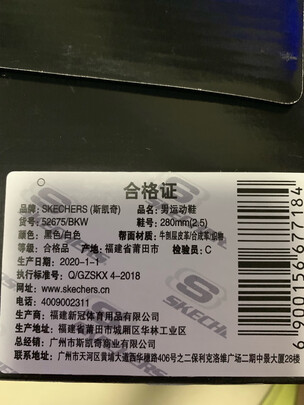 合格证
品牌: SKECHERS (斯凯奇) 品名: 男运动鞋
货号: 52675/BKW 鞋号: 280mm(2.5)
颜色: 黑色/白色 帮面材质: 牛剖层皮革/合成革/织物
等级: 合格品 产地: 福建省莆田市 检验员: C
生产日期: 2020-1-1
执行标准号: Q/GZSKX 4-2018
网址: www.skechers.cn
电话: 4009002311
生产商: 福建新冠体育用品有限公司
福建省莆田市城厢区华林工业区
总经销: 广州市斯凯奇商业有限公司
联系地址: 广州市天河区黄埔大道西华穗路406号之二保利克洛维广场二期中景大厦28楼
SKECHERS
6900156677184